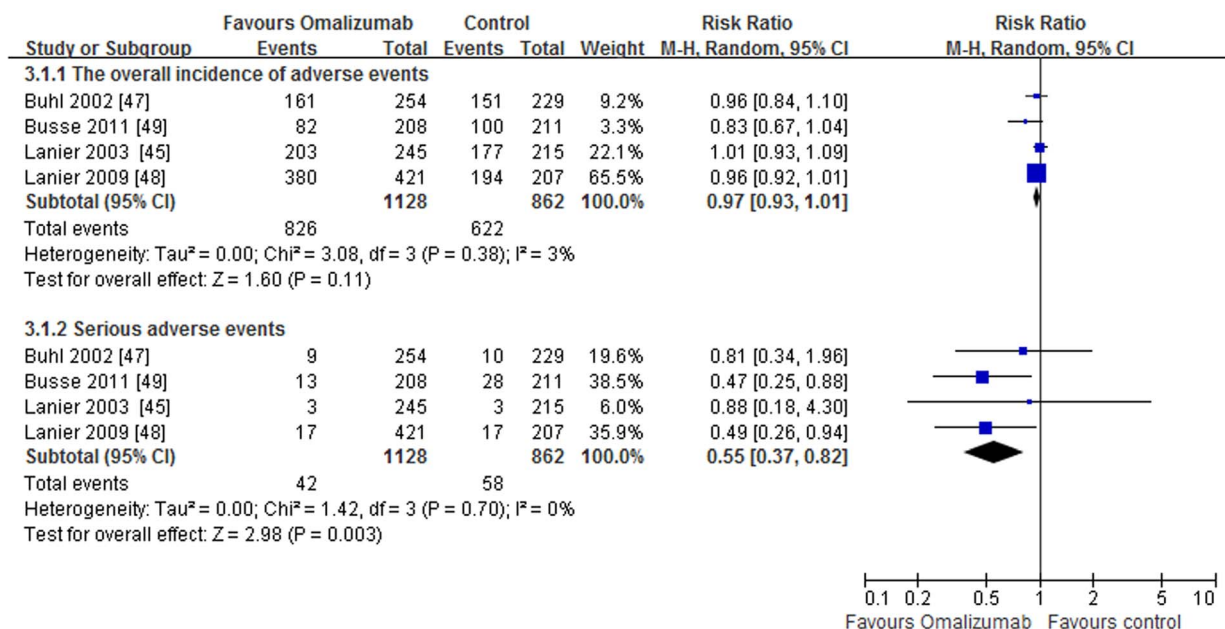 Favours Omalizumab Control Risk Ratio Risk Ratio
Study or Subgroup Events Total Events Total Weight M-H, Random, 95% CI M-H, Random, 95% CI
3.1.1 The overall incidence of adverse events
Buhl 2002 [47] 161 254 151 229 9.2% 0.96 [0.84, 1.10]
Busse 2011 [49] 82 208 100 211 3.3% 0.83 [0.67, 1.04]
Lanier 2003 [45] 203 245 177 215 22.1% 1.01 [0.93, 1.09]
Lanier 2009 [48] 380 421 194 207 65.5% 0.96 [0.92, 1.01]
Subtotal (95% CI) 1128 862 100.0% 0.97 [0.93, 1.01]
Total events 826 622
Heterogeneity: Tau² = 0.00; Chi² = 3.08, df = 3 (P = 0.38); I² = 3%
Test for overall effect: Z = 1.60 (P = 0.11)
3.1.2 Serious adverse events
Buhl 2002 [47] 9 254 10 229 19.6% 0.81 [0.34, 1.96]
Busse 2011 [49] 13 208 28 211 38.5% 0.47 [0.25, 0.88]
Lanier 2003 [45] 3 245 3 215 6.0% 0.88 [0.18, 4.30]
Lanier 2009 [48] 17 421 17 207 35.9% 0.49 [0.26, 0.94]
Subtotal (95% CI) 1128 862 100.0% 0.55 [0.37, 0.82]
Total events 42 58
Heterogeneity: Tau² = 0.00; Chi² = 1.42, df = 3 (P = 0.70); I² = 0%
Test for overall effect: Z = 2.98 (P = 0.003)
0.1 0.2 0.5 1 2 5 10
Favours Omalizumab Favours control